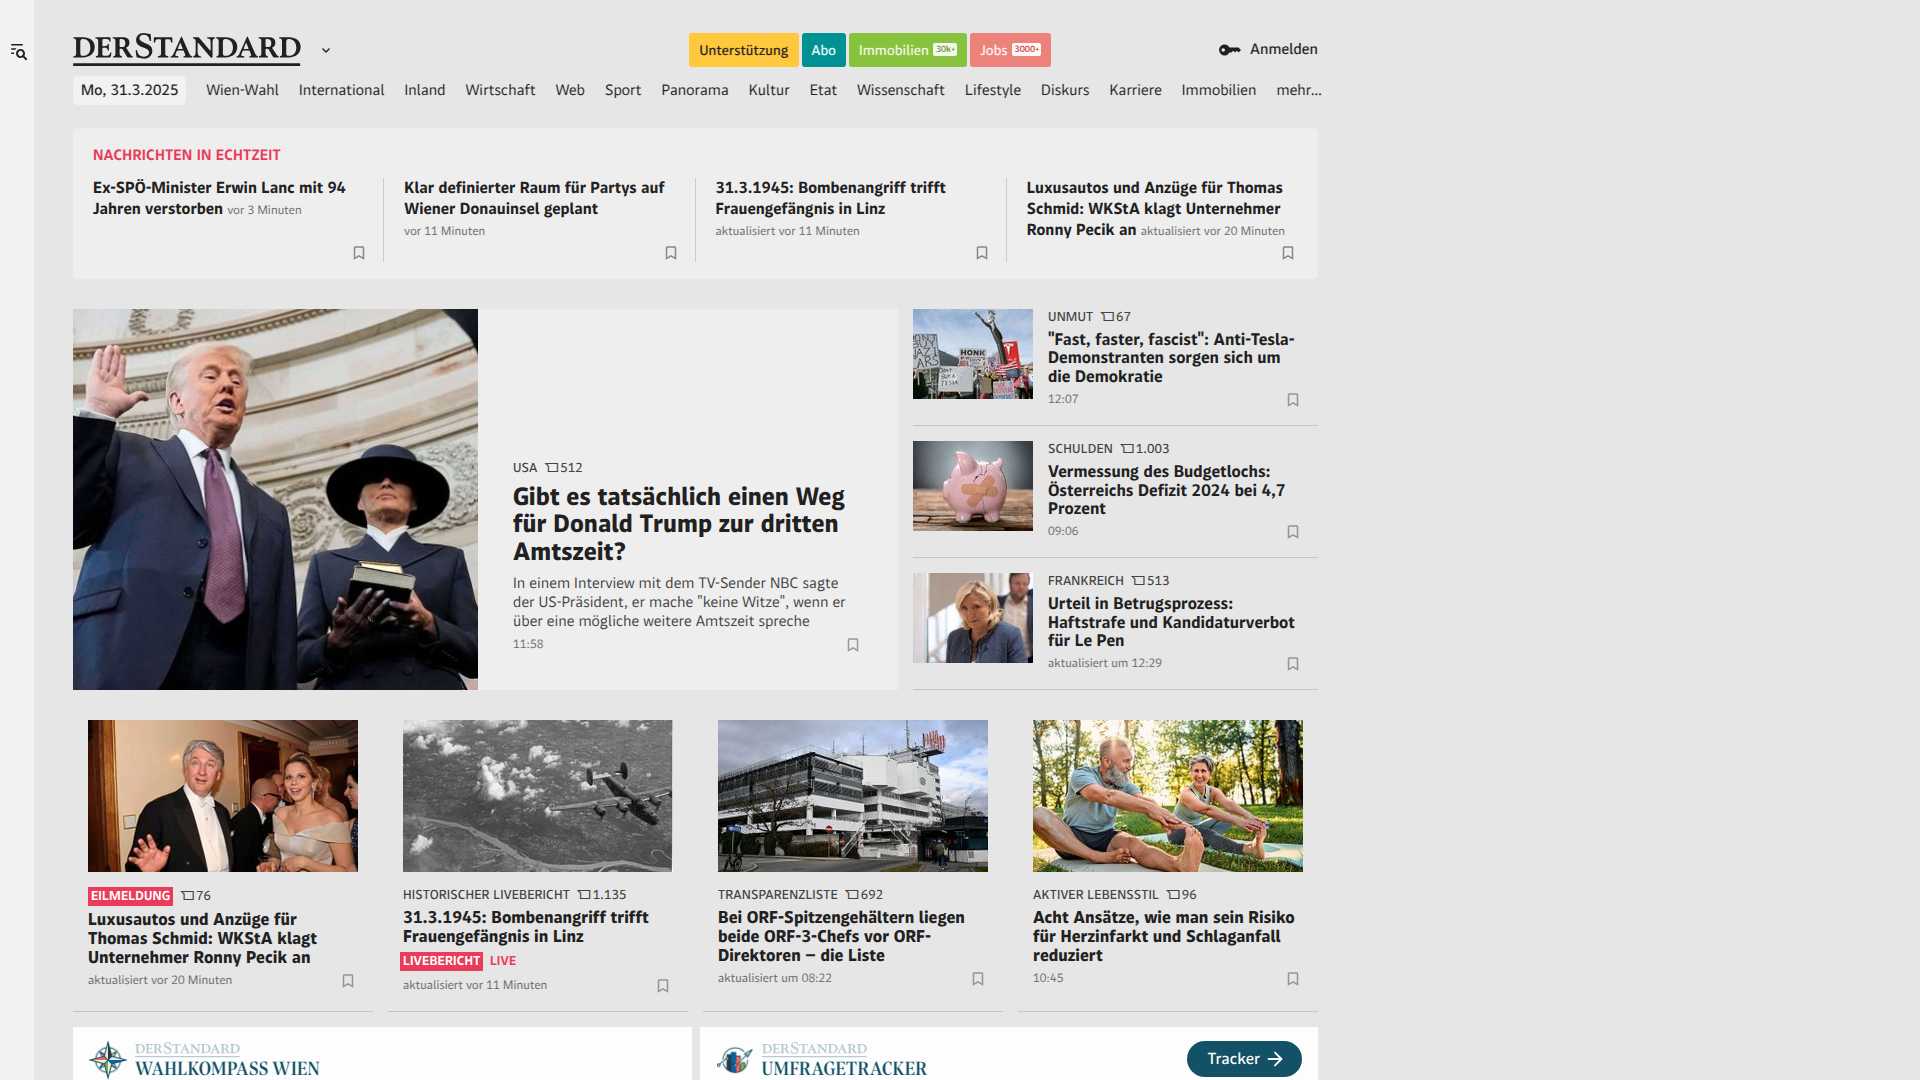 DERSTANDARD
Unterstützung Abo Immobilien 30k+ Jobs 3000+
Anmelden
Mo, 31.3.2025 Wien-Wahl International Inland Wirtschaft Web Sport Panorama Kultur Etat Wissenschaft Lifestyle Diskurs Karriere Immobilien mehr...
NACHRICHTEN IN ECHTZEIT
Ex-SPÖ-Minister Erwin Lanc mit 94
Jahren verstorben vor 3 Minuten
Klar definierter Raum für Partys auf
Wiener Donauinsel geplant
vor 11 Minuten
31.3.1945: Bombenangriff trifft
Frauengefängnis in Linz
aktualisiert vor 11 Minuten
Luxusautos und Anzüge für Thomas
Schmid: WKStA klagt Unternehmer
Ronny Pecik an aktualisiert vor 20 Minuten
USA 512
Gibt es tatsächlich einen Weg
für Donald Trump zur dritten
Amtszeit?
In einem Interview mit dem TV-Sender NBC sagte
der US-Präsident, er mache "keine Witze", wenn er
über eine mögliche weitere Amtszeit spreche
11:58
HONK
UNMUT 67
"Fast, faster, fascist": Anti-Tesla-
Demonstranten sorgen sich um
die Demokratie
12:07
SCHULDEN 1.003
Vermessung des Budgetlochs:
Österreichs Defizit 2024 bei 4,7
Prozent
09:06
FRANKREICH 513
Urteil in Betrugsprozess:
Haftstrafe und Kandidaturverbot
für Le Pen
aktualisiert um 12:29
EILMELDUNG 76
Luxusautos und Anzüge für
Thomas Schmid: WKStA klagt
Unternehmer Ronny Pecik an
aktualisiert vor 20 Minuten
HISTORISCHER LIVEBERICHT 1.135
31.3.1945: Bombenangriff trifft
Frauengefängnis in Linz
LIVEBERICHT LIVE
aktualisiert vor 11 Minuten
TRANSPARENZLISTE 692
Bei ORF-Spitzengehältern liegen
beide ORF-3-Chefs vor ORF-
Direktoren – die Liste
aktualisiert um 08:22
AKTIVER LEBENSSTIL 96
Acht Ansätze, wie man sein Risiko
für Herzinfarkt und Schlaganfall
reduziert
10:45
DERSTANDARD
WAHLKOMPASS WIEN
DERSTANDARD
UMFRAGETRACKER
Tracker